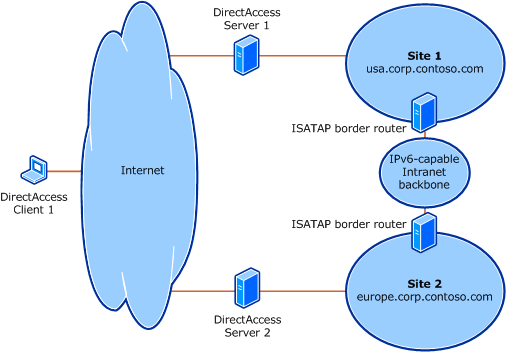 DirectAccess
Server 1
Site 1
usa.corp.contoso.com
ISATAP border router
IPv6-capable
Intranet
backbone
Internet
DirectAccess
Client 1
ISATAP border router
Site 2
europe.corp.contoso.com
DirectAccess
Server 2